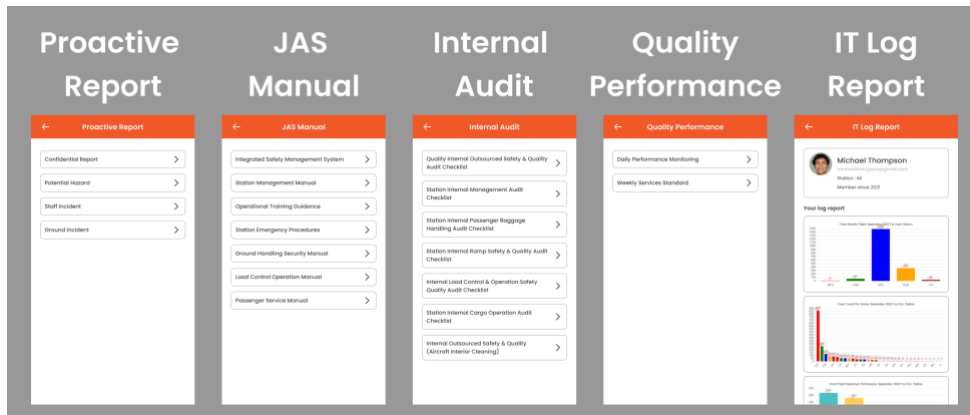 Proactive
Report
JAS
Manual
Internal
Audit
Quality
Performance
IT Log
Report
Proactive Report
Confidential Report
Potential Hazard
Staff Incident
Ground Incident
JAS Manual
Integrated Safety Management System
Station Management Manual
Operational Training Guidance
Station Emergency Procedures
Ground Handling Security Manual
Load Control Operation Manual
Passenger Service Manual
Internal Audit
Quality Internal Outsourced Safety & Quality
Audit Checklist
Station Internal Management Audit
Checklist
Station Internal Passenger Baggage
Handling Audit Checklist
Station Internal Ramp Safety & Quality Audit
Checklist
Internal Load Control & Operation Safety
Quality Audit Checklist
Station Internal Cargo Operation Audit
Checklist
Internal Outsourced Safety & Quality
(Aircraft Interior Cleaning)
Quality Performance
Daily Performance Monitoring
Weekly Services Standard
IT Log Report
Michael Thompson
Station : All
Member since 2021
Your log report